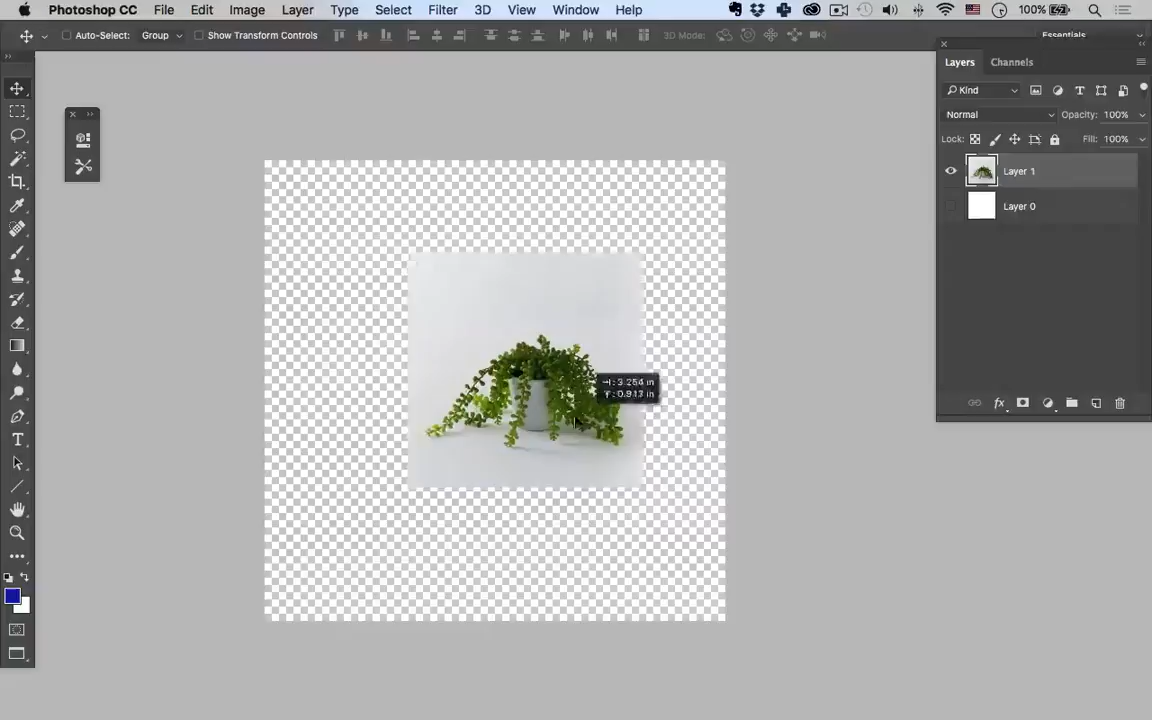 Photoshop CC File Edit Image Layer Type Select Filter 3D View Window Help 100%
Auto-Select: Group Show Transform Controls 3D Mode: Essentials
Layers Channels
Kind
Normal Opacity: 100%
Lock: Fill: 100%
Layer 1
Layer 0
fx